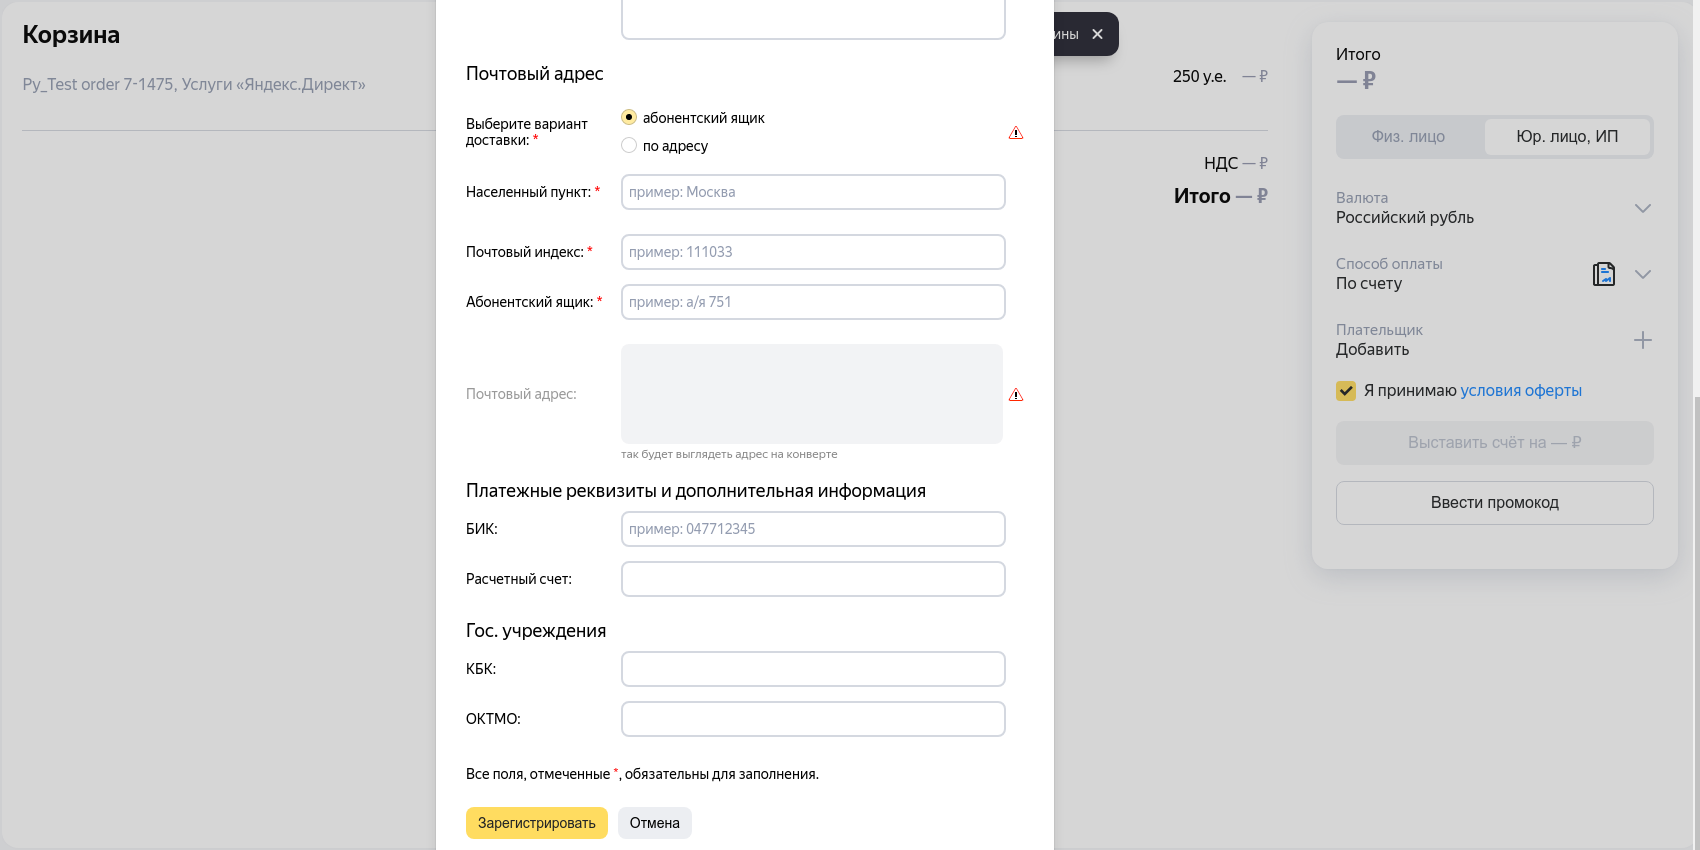 Корзина
Py_Test order 7-1475, Услуги «Яндекс.Директ»
Почтовый адрес
Выберите вариант
доставки: *
абонентский ящик
по адресу
Населенный пункт: *
пример: Москва
Почтовый индекс: *
пример: 111033
Абонентский ящик: *
пример: а/я 751
Почтовый адрес:
так будет выглядеть адрес на конверте
Платежные реквизиты и дополнительная информация
БИК:
пример: 047712345
Расчетный счет:
Гос. учреждения
КБК:
ОКТМО:
Все поля, отмеченные *, обязательны для заполнения.
Зарегистрировать
Отмена
250 у.е. — ₽
НДС — ₽
Итого — ₽
Итого
— ₽
Физ. лицо
Юр. лицо, ИП
Валюта
Российский рубль
Способ оплаты
По счету
Плательщик
Добавить
Я принимаю условия оферты
Выставить счёт на — ₽
Ввести промокод